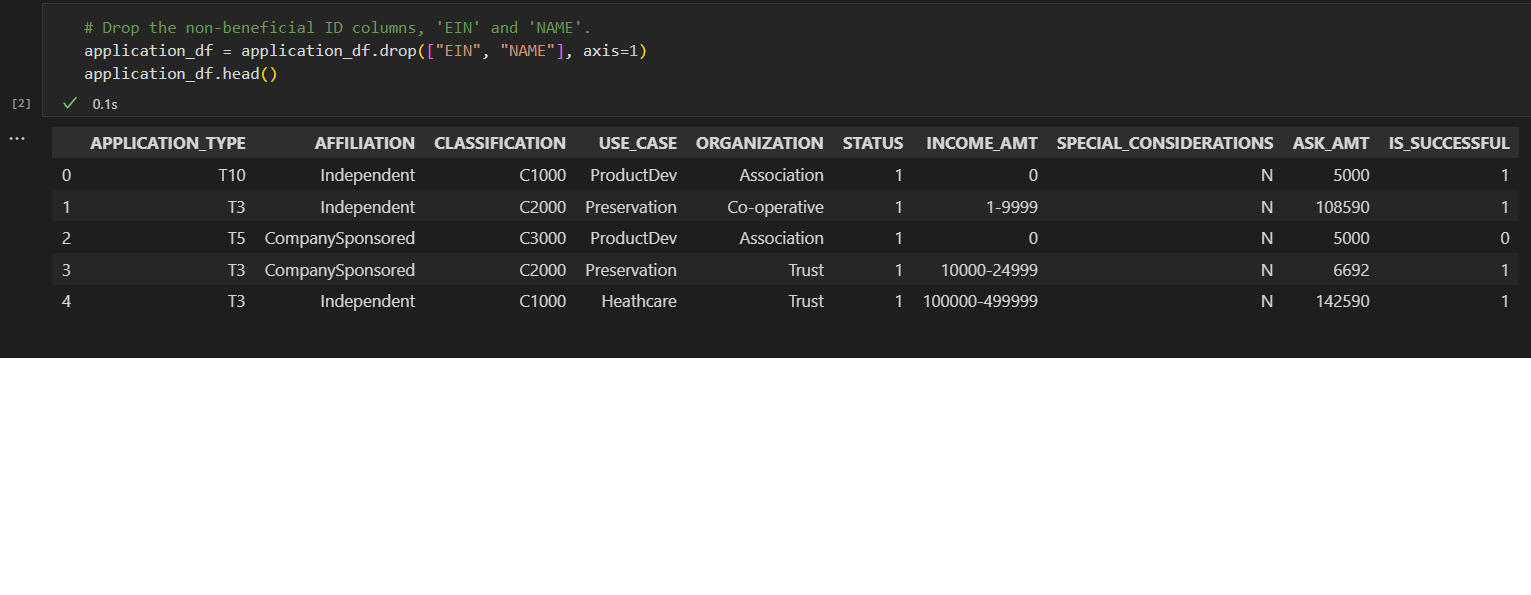 # Drop the non-beneficial ID columns, 'EIN' and 'NAME'.
application_df = application_df.drop(["EIN", "NAME"], axis=1)
application_df.head()
[2] ✓ 0.1s
...
APPLICATION_TYPE AFFILIATION CLASSIFICATION USE_CASE ORGANIZATION STATUS INCOME_AMT SPECIAL_CONSIDERATIONS ASK_AMT IS_SUCCESSFUL
0 T10 Independent C1000 ProductDev Association 1 0 N 5000 1
1 T3 Independent C2000 Preservation Co-operative 1 1-9999 N 108590 1
2 T5 CompanySponsored C3000 ProductDev Association 1 0 N 5000 0
3 T3 CompanySponsored C2000 Preservation Trust 1 10000-24999 N 6692 1
4 T3 Independent C1000 Heathcare Trust 1 100000-499999 N 142590 1